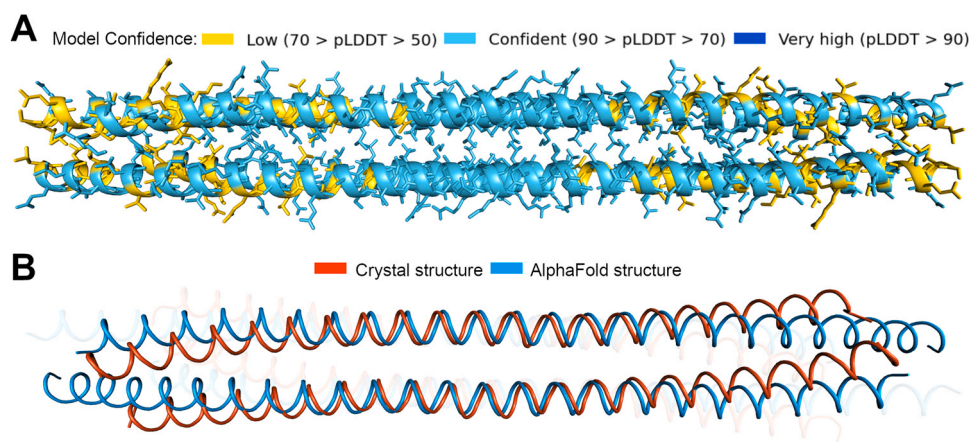 A
Model Confidence: Low (70 > pLDDT > 50) Confident (90 > pLDDT > 70) Very high (pLDDT > 90)
B
Crystal structure AlphaFold structure